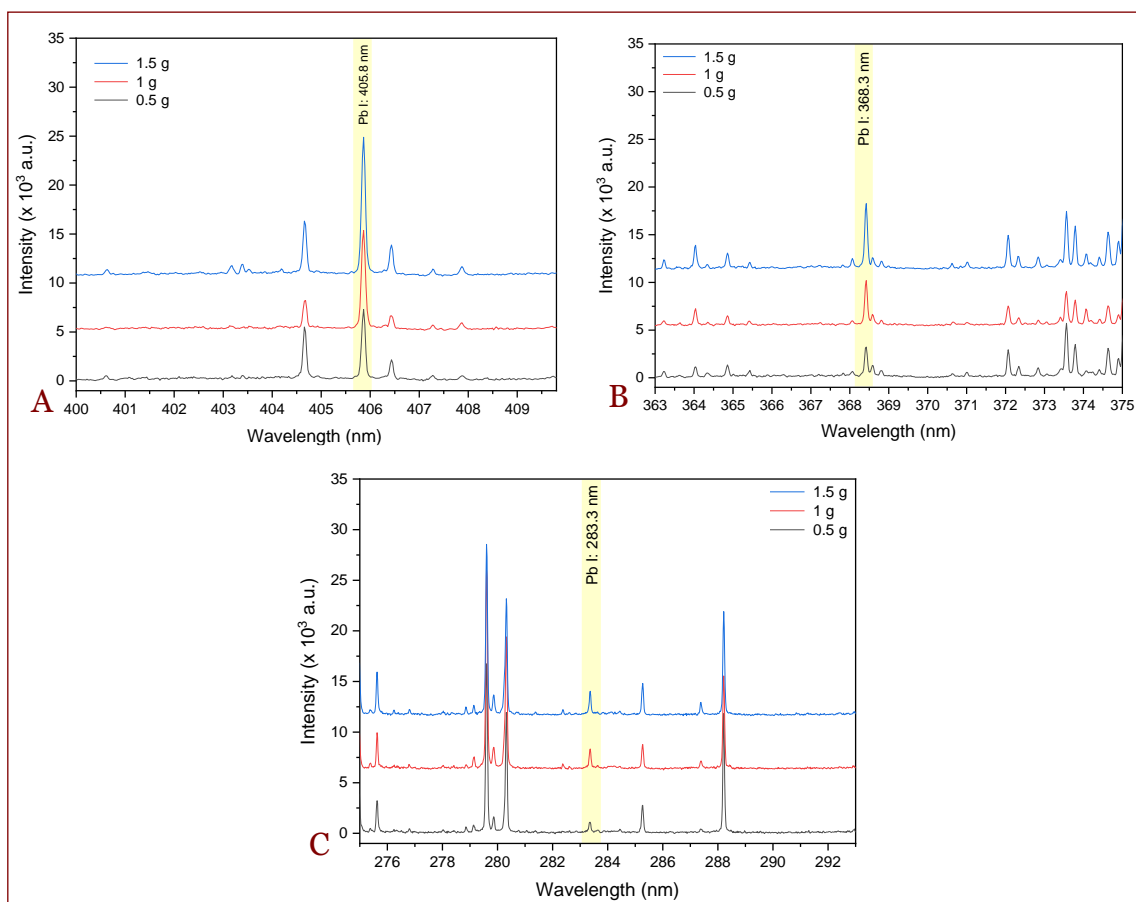 1.5 g
1 g
0.5 g
Pb I: 405.8 nm
35
30
25
20
15
10
5
0
Intensity (x 10³ a.u.)
400 401 402 403 404 405 406 407 408 409
Wavelength (nm)
A
1.5 g
1 g
0.5 g
Pb I: 368.3 nm
35
30
25
20
15
10
5
0
Intensity (x 10³ a.u.)
363 364 365 366 367 368 369 370 371 372 373 374 375
Wavelength (nm)
B
1.5 g
1 g
0.5 g
Pb I: 283.3 nm
35
30
25
20
15
10
5
0
Intensity (x 10³ a.u.)
276 278 280 282 284 286 288 290 292
Wavelength (nm)
C